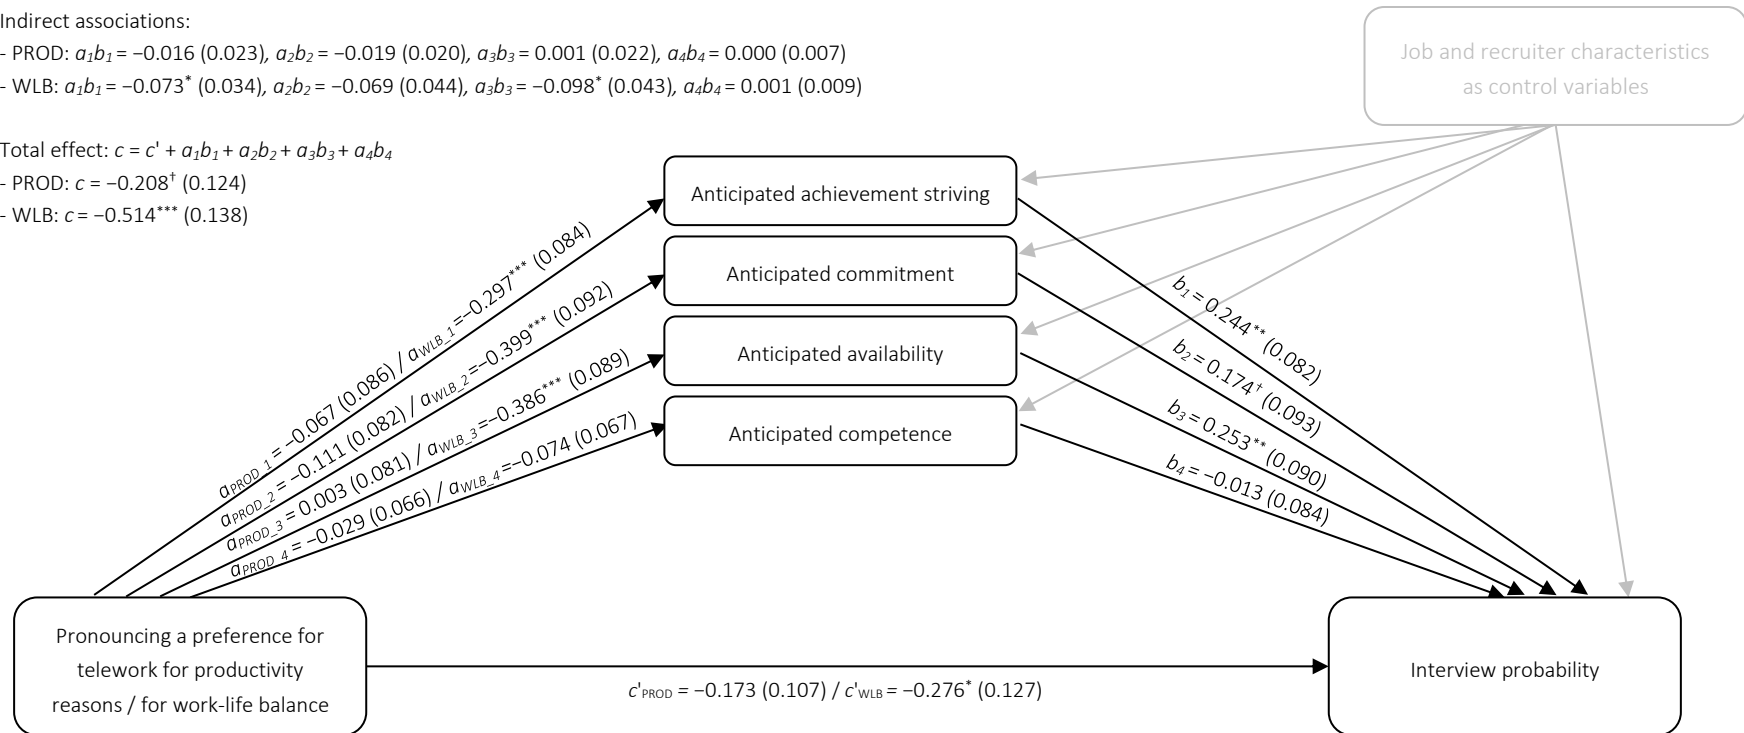 Indirect associations:
- PROD: a₁b₁ = −0.016 (0.023), a₂b₂ = −0.019 (0.020), a₃b₃ = 0.001 (0.022), a₄b₄ = 0.000 (0.007)
- WLB: a₁b₁ = −0.073* (0.034), a₂b₂ = −0.069 (0.044), a₃b₃ = −0.098* (0.043), a₄b₄ = 0.001 (0.009)
Total effect: c = c' + a₁b₁ + a₂b₂ + a₃b₃ + a₄b₄
- PROD: c = −0.208† (0.124)
- WLB: c = −0.514*** (0.138)
Job and recruiter characteristics
as control variables
Anticipated achievement striving
Anticipated commitment
Anticipated availability
Anticipated competence
aPROD_1 = −0.067 (0.086) / aWLB_1 =−0.297*** (0.084)
aPROD_2 = −0.111 (0.082) / aWLB_2 =−0.399*** (0.092)
aPROD_3 = 0.003 (0.081) / aWLB_3 =−0.386*** (0.089)
aPROD_4 = −0.029 (0.066) / aWLB_4 =−0.074 (0.067)
b₁ = 0.244** (0.082)
b₂ = 0.174† (0.093)
b₃ = 0.253** (0.090)
b₄ = −0.013 (0.084)
Pronouncing a preference for
telework for productivity
reasons / for work-life balance
c'PROD = −0.173 (0.107) / c'WLB = −0.276* (0.127)
Interview probability